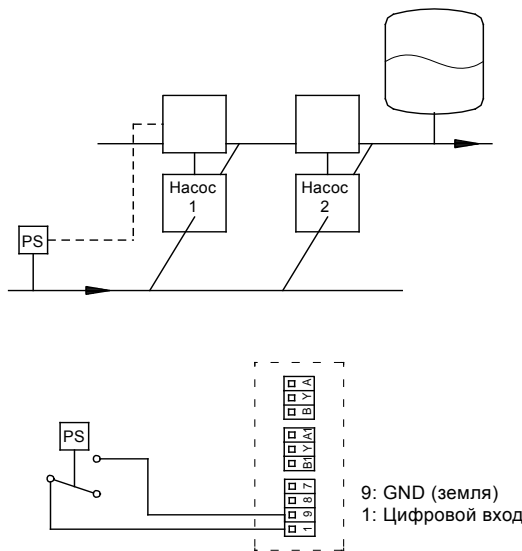 Насос
1
Насос
2
PS
A
Y
B
A1
Y
B1
PS
7
8
9
1
9: GND (земля)
1: Цифровой вход